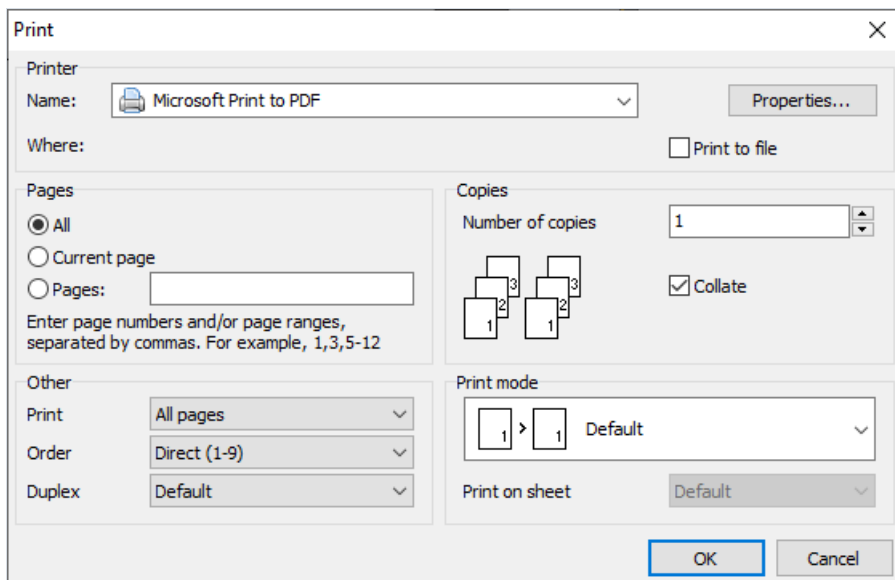 Print
Printer
Name:
Microsoft Print to PDF
Properties...
Where:
Print to file
Pages
All
Current page
Pages:
Enter page numbers and/or page ranges,
separated by commas. For example, 1,3,5-12
Copies
Number of copies
1
3 3
2 2
1 1
Collate
Other
Print
All pages
Order
Direct (1-9)
Duplex
Default
Print mode
1 > 1 Default
Print on sheet
Default
OK
Cancel